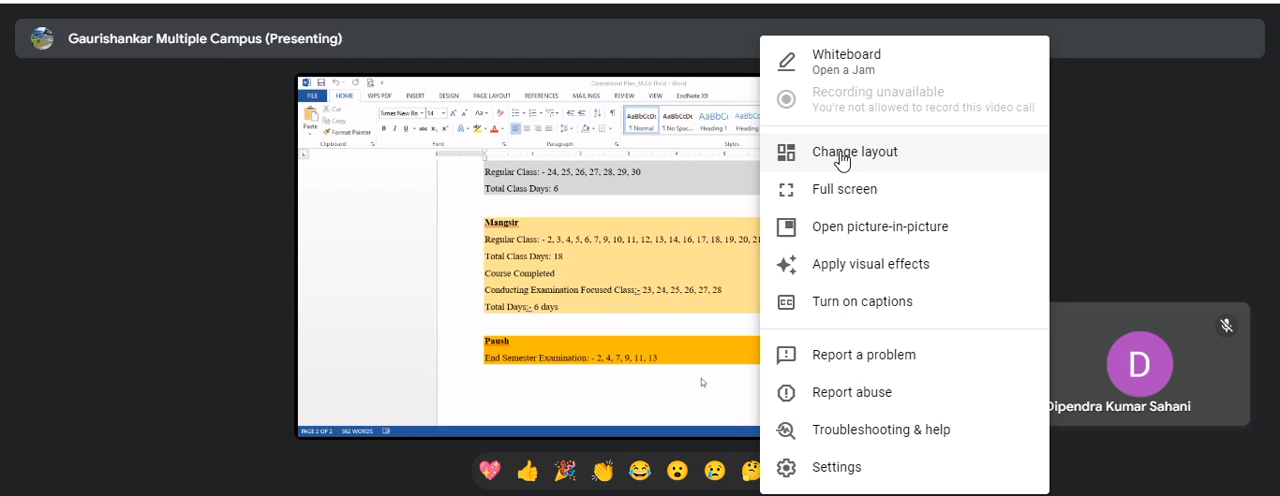 Gaurishankar Multiple Campus (Presenting)
Operational Plan_M.Ed Third - Word
FILE HOME WPS PDF INSERT DESIGN PAGE LAYOUT REFERENCES MAILINGS REVIEW VIEW EndNote X9
Cut
Copy
Format Painter
Paste
Times New Ro 14
AaBbCcDc AaBbCcDc AaBbC AaBbCc
¶ Normal ¶ No Spac... Heading 1 Heading
Clipboard Font Paragraph Styles
Regular Class: - 24, 25, 26, 27, 28, 29, 30
Total Class Days: 6
Mangsir
Regular Class: - 2, 3, 4, 5, 6, 7, 9, 10, 11, 12, 13, 14, 16, 17, 18, 19, 20, 21
Total Class Days: 18
Course Completed
Conducting Examination Focused Class:- 23, 24, 25, 26, 27, 28
Total Days:- 6 days
Paush
End Semester Examination: - 2, 4, 7, 9, 11, 13
PAGE 2 OF 2 362 WORDS
Whiteboard
Open a Jam
Recording unavailable
You're not allowed to record this video call
Change layout
Full screen
Open picture-in-picture
Apply visual effects
CC Turn on captions
Report a problem
Report abuse
Troubleshooting & help
Settings
D
Dipendra Kumar Sahani